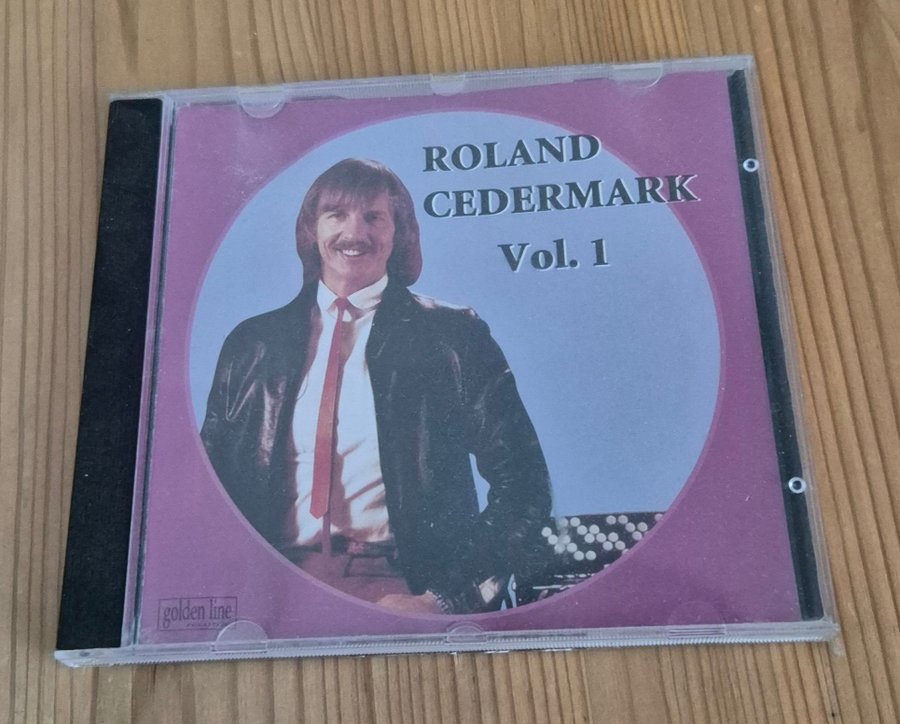 ROLAND
CEDERMARK
Vol. 1
golden line